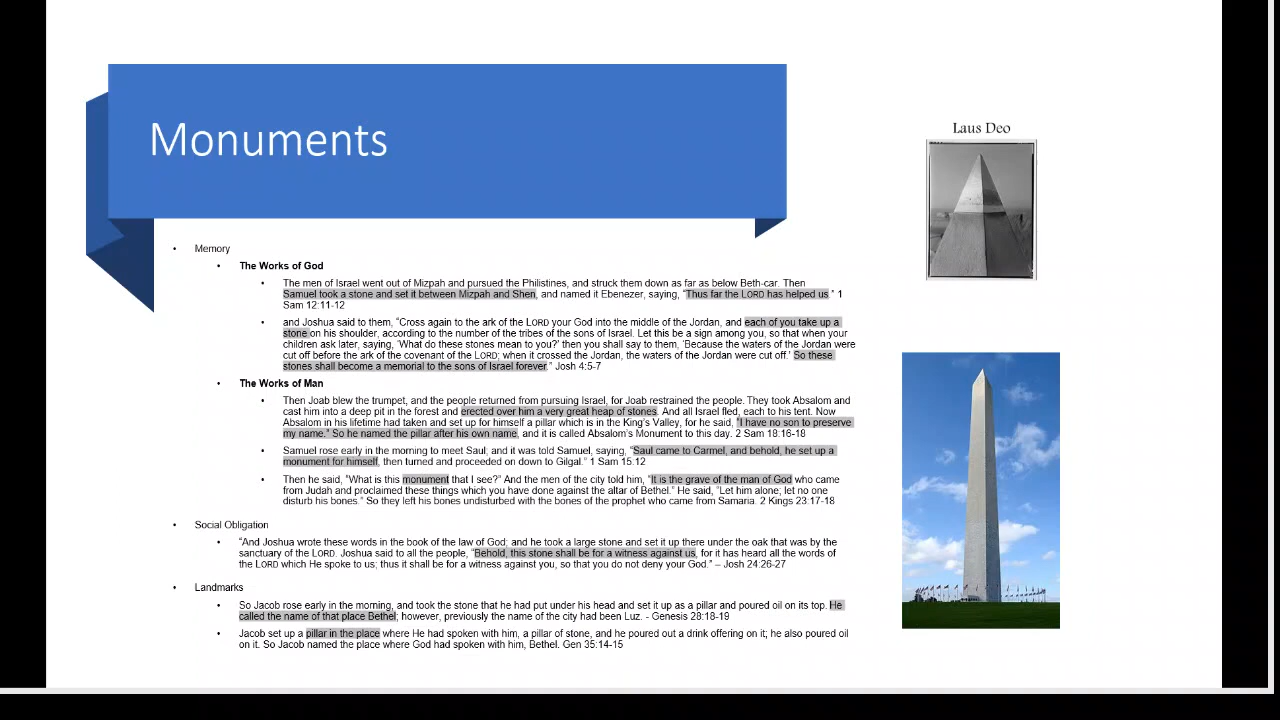 Monuments
Laus Deo
• Memory
• The Works of God
• The men of Israel went out of Mizpah and pursued the Philistines, and struck them down as far as below Beth-car. Then
Samuel took a stone and set it between Mizpah and Shen, and named it Ebenezer, saying, “Thus far the LORD has helped us.” 1
Sam 12:11-12
• and Joshua said to them, “Cross again to the ark of the LORD your God into the middle of the Jordan, and each of you take up a
stone on his shoulder, according to the number of the tribes of the sons of Israel. Let this be a sign among you, so that when your
children ask later, saying, ‘What do these stones mean to you?’ then you shall say to them, ‘Because the waters of the Jordan were
cut off before the ark of the covenant of the LORD; when it crossed the Jordan, the waters of the Jordan were cut off.’ So these
stones shall become a memorial to the sons of Israel forever.” Josh 4:5-7
• The Works of Man
• Then Joab blew the trumpet, and the people returned from pursuing Israel, for Joab restrained the people. They took Absalom and
cast him into a deep pit in the forest and erected over him a very great heap of stones. And all Israel fled, each to his tent. Now
Absalom in his lifetime had taken and set up for himself a pillar which is in the King’s Valley, for he said, “I have no son to preserve
my name.” So he named the pillar after his own name, and it is called Absalom’s Monument to this day. 2 Sam 18:16-18
• Samuel rose early in the morning to meet Saul; and it was told Samuel, saying, “Saul came to Carmel, and behold, he set up a
monument for himself, then turned and proceeded on down to Gilgal.” 1 Sam 15:12
• Then he said, “What is this monument that I see?” And the men of the city told him, “It is the grave of the man of God who came
from Judah and proclaimed these things which you have done against the altar of Bethel.” He said, “Let him alone; let no one
disturb his bones.” So they left his bones undisturbed with the bones of the prophet who came from Samaria. 2 Kings 23:17-18
• Social Obligation
• “And Joshua wrote these words in the book of the law of God; and he took a large stone and set it up there under the oak that was by the
sanctuary of the LORD. Joshua said to all the people, “Behold, this stone shall be for a witness against us, for it has heard all the words of
the LORD which He spoke to us; thus it shall be for a witness against you, so that you do not deny your God.” – Josh 24:26-27
• Landmarks
• So Jacob rose early in the morning, and took the stone that he had put under his head and set it up as a pillar and poured oil on its top. He
called the name of that place Bethel; however, previously the name of the city had been Luz. - Genesis 28:18-19
• Jacob set up a pillar in the place where He had spoken with him, a pillar of stone, and he poured out a drink offering on it; he also poured oil
on it. So Jacob named the place where God had spoken with him, Bethel. Gen 35:14-15